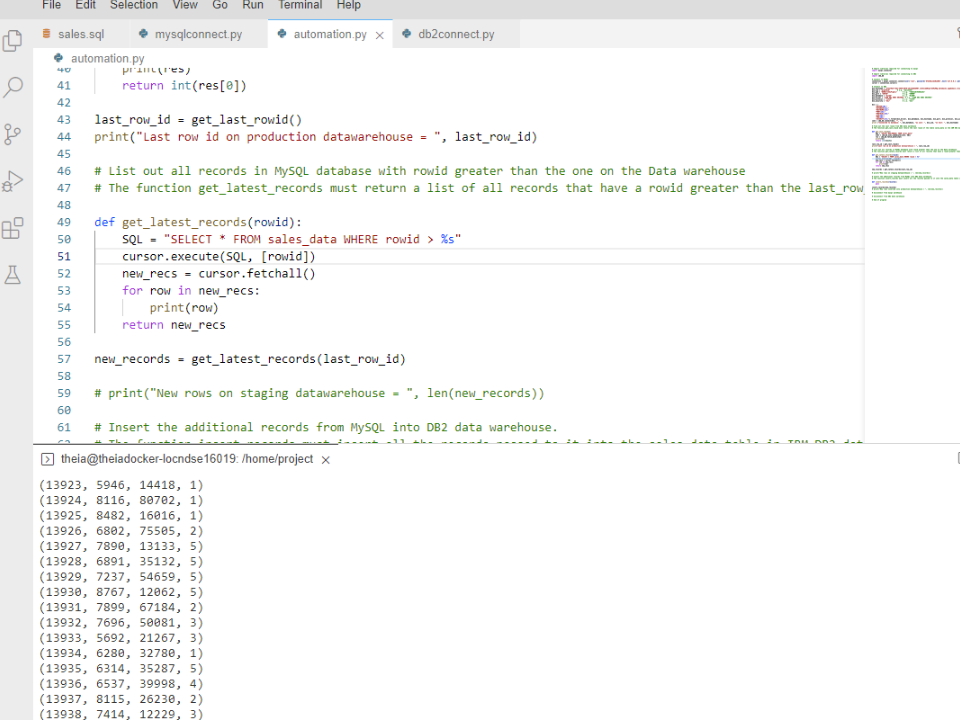 File Edit Selection View Go Run Terminal Help
sales.sql mysqlconnect.py automation.py × db2connect.py
automation.py
40 print(res)
41 return int(res[0])
42
43 last_row_id = get_last_rowid()
44 print("Last row id on production datawarehouse = ", last_row_id)
45
46 # List out all records in MySQL database with rowid greater than the one on the Data warehouse
47 # The function get_latest_records must return a list of all records that have a rowid greater than the last_row
48
49 def get_latest_records(rowid):
50 SQL = "SELECT * FROM sales_data WHERE rowid > %s"
51 cursor.execute(SQL, [rowid])
52 new_recs = cursor.fetchall()
53 for row in new_recs:
54 print(row)
55 return new_recs
56
57 new_records = get_latest_records(last_row_id)
58
59 # print("New rows on staging datawarehouse = ", len(new_records))
60
61 # Insert the additional records from MySQL into DB2 data warehouse.
62 # The function insert_records must insert all the records passed to it into the sales_data table in IBM DB2 dat
theia@theiadocker-locndse16019: /home/project ×
(13923, 5946, 14418, 1)
(13924, 8116, 80702, 1)
(13925, 8482, 16016, 1)
(13926, 6802, 75505, 2)
(13927, 7890, 13133, 5)
(13928, 6891, 35132, 5)
(13929, 7237, 54659, 5)
(13930, 8767, 12062, 5)
(13931, 7899, 67184, 2)
(13932, 7696, 50081, 3)
(13933, 5692, 21267, 3)
(13934, 6280, 32780, 1)
(13935, 6314, 35287, 5)
(13936, 6537, 39998, 4)
(13937, 8115, 26230, 2)
(13938, 7414, 12229, 3)